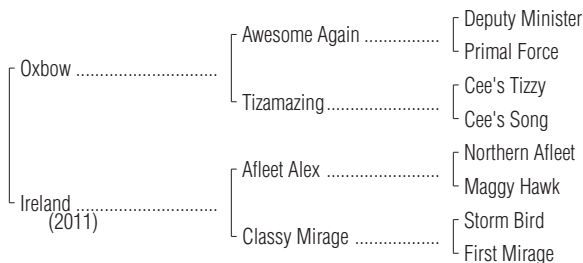 Deputy Minister
Awesome Again ..................
Primal Force
Oxbow .................................
Cee's Tizzy
Tizamazing...........................
Cee's Song
Northern Afleet
Afleet Alex ...........................
Maggy Hawk
Ireland .................................
(2011)
Storm Bird
Classy Mirage ....................
First Mirage